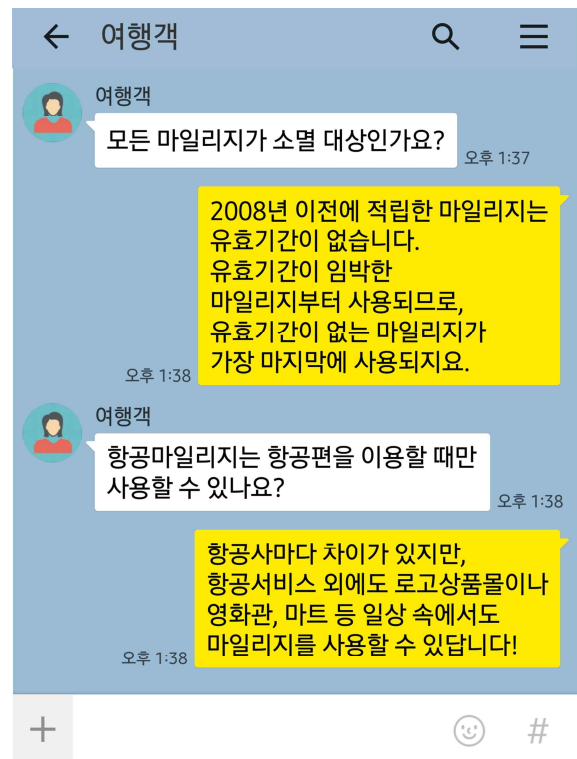 여행객
여행객
모든 마일리지가 소멸 대상인가요?
오후 1:37
2008년 이전에 적립한 마일리지는
유효기간이 없습니다.
유효기간이 임박한
마일리지부터 사용되므로,
유효기간이 없는 마일리지가
가장 마지막에 사용되지요.
오후 1:38
여행객
항공마일리지는 항공편을 이용할 때만
사용할 수 있나요?
오후 1:38
항공사마다 차이가 있지만,
항공서비스 외에도 로고상품몰이나
영화관, 마트 등 일상 속에서도
마일리지를 사용할 수 있답니다!
오후 1:38
#